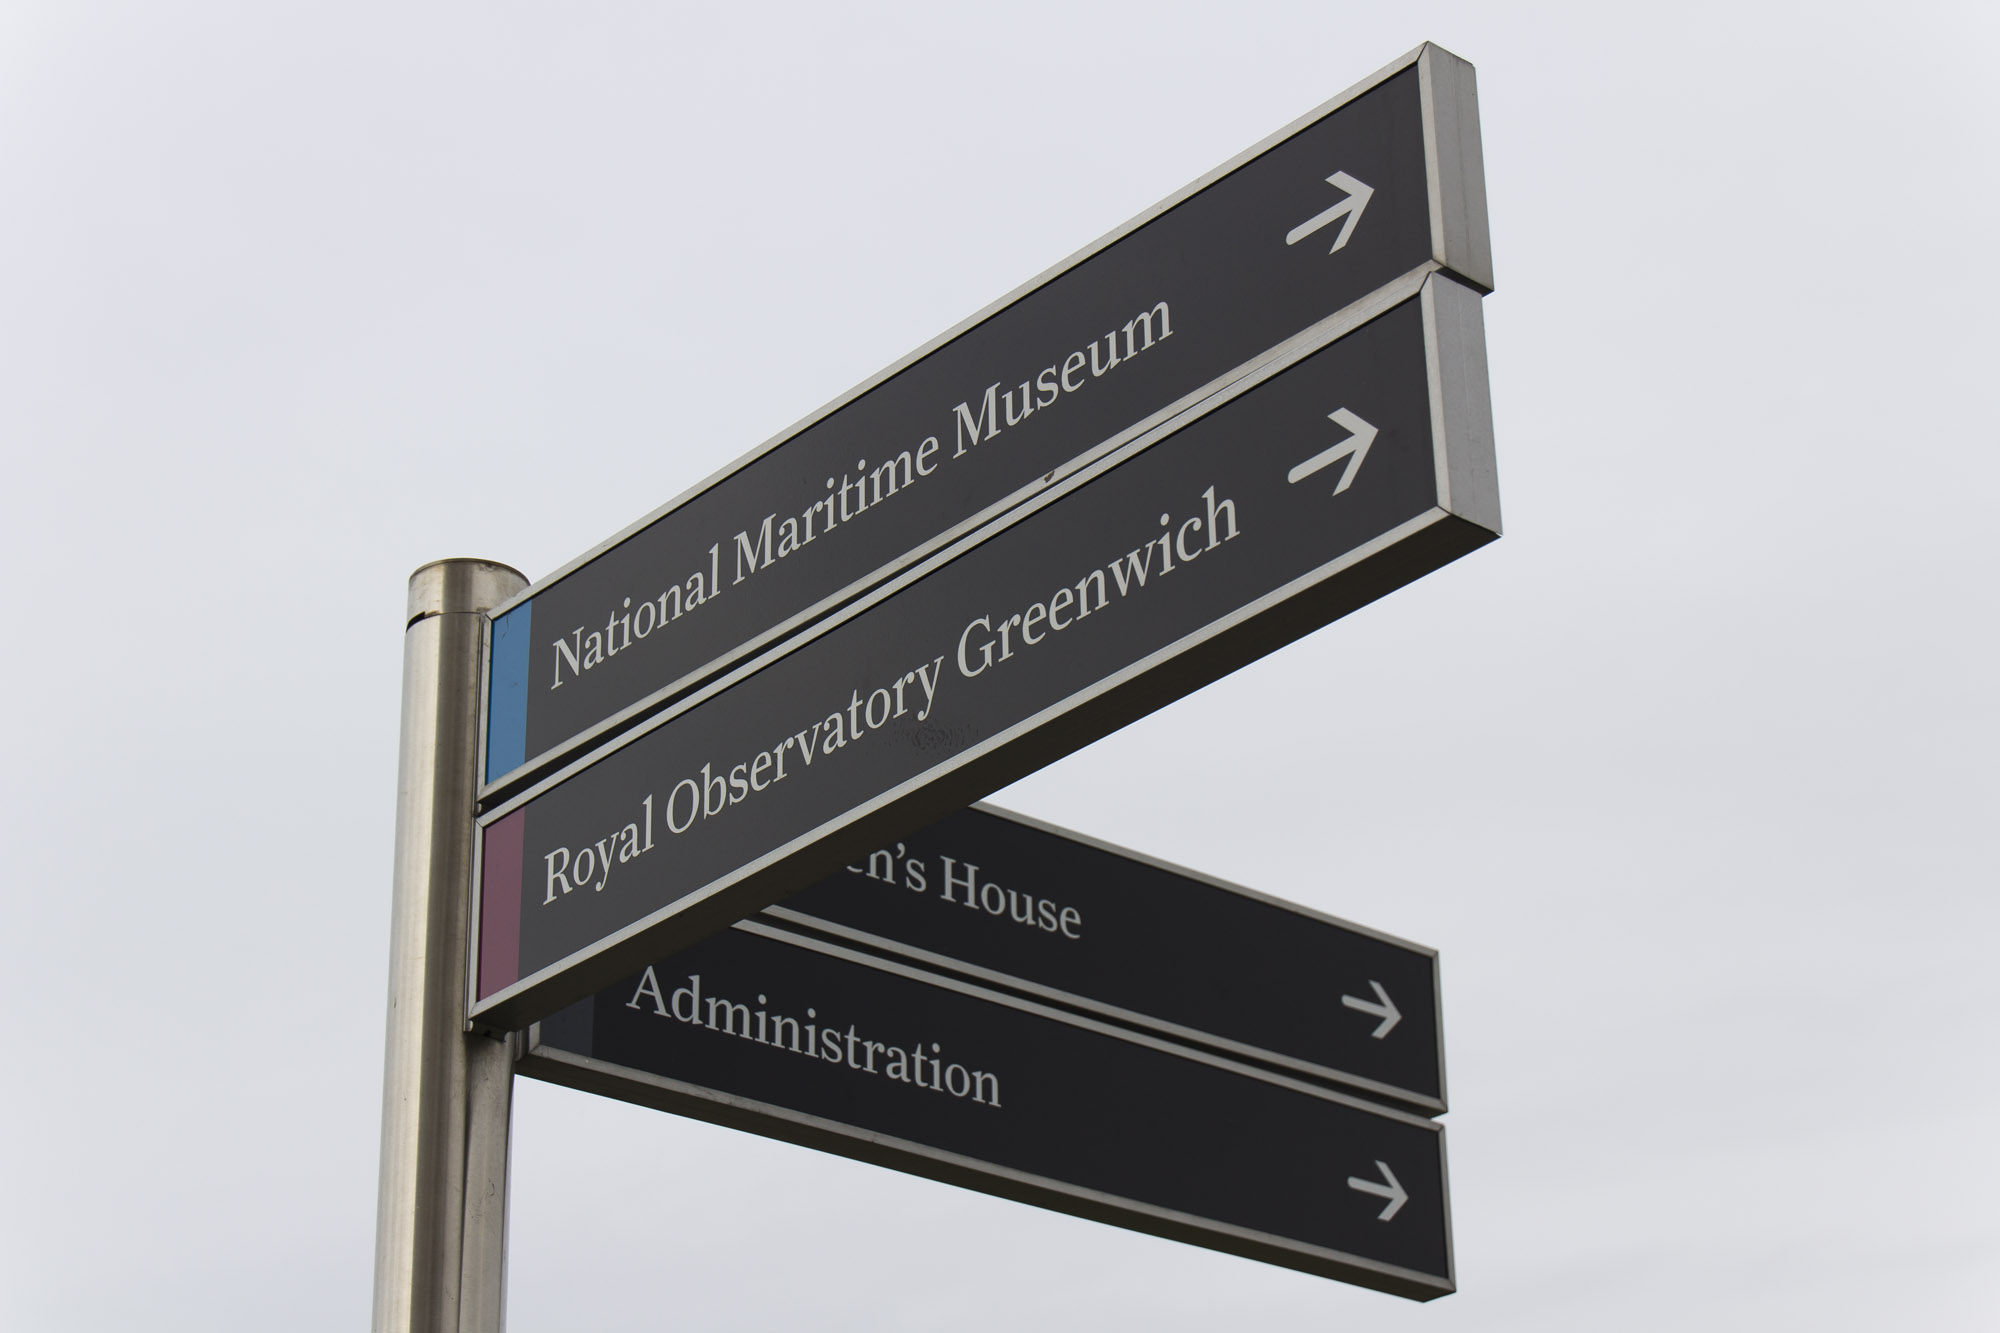 National Maritime Museum
Royal Observatory Greenwich
House
Administration